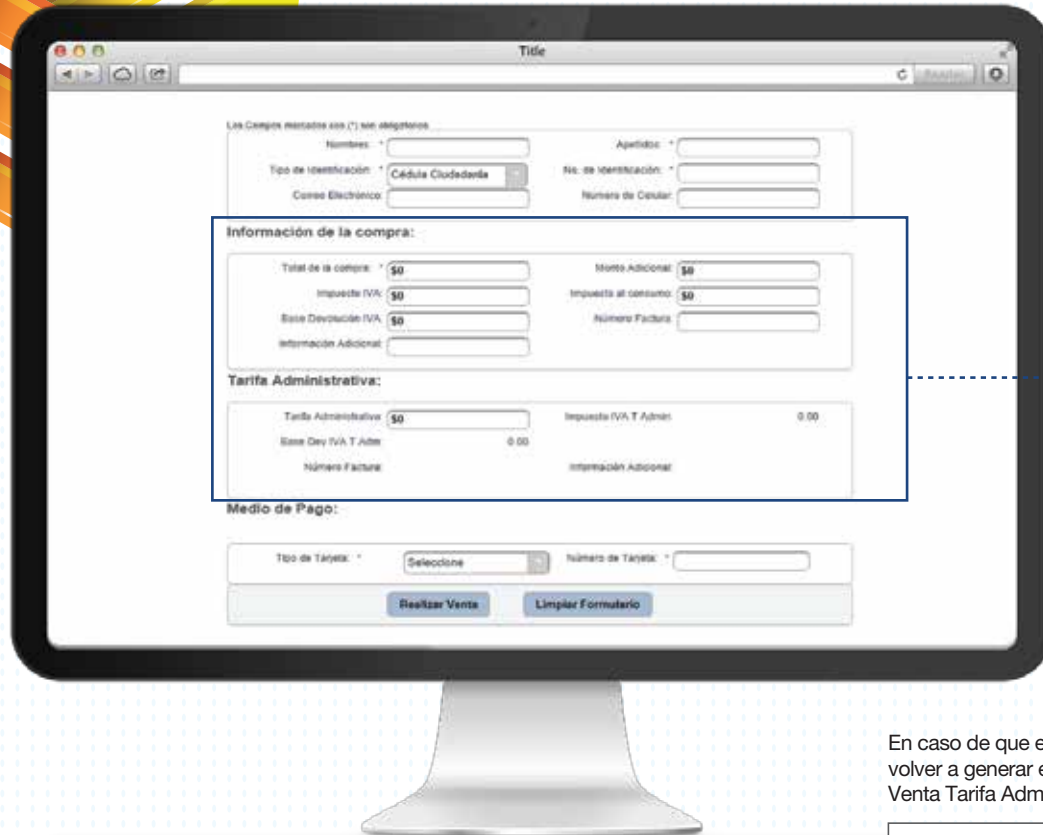 Title
Reader
Los Campos marcados con (*) son obligatorios
Nombres: * Apellidos: *
Tipo de Identificación: * Cédula Ciudadanía No. de Identificación: *
Correo Electrónico: Número de Celular:
Información de la compra:
Total de la compra: * $0 Monto Adicional: $0
Impuesto IVA: $0 Impuesto al consumo: $0
Base Devolución IVA: $0 Número Factura:
Información Adicional:
Tarifa Administrativa:
Tarifa Administrativa: $0 Impuesto IVA T Admin: 0.00
Base Dev IVA T Adm: 0.00
Número Factura: Información Adicional:
Medio de Pago:
Tipo de Tarjeta: * Seleccione Número de Tarjeta: *
Realizar Venta Limpiar Formulario
En caso de que e
volver a generar e
Venta Tarifa Adm